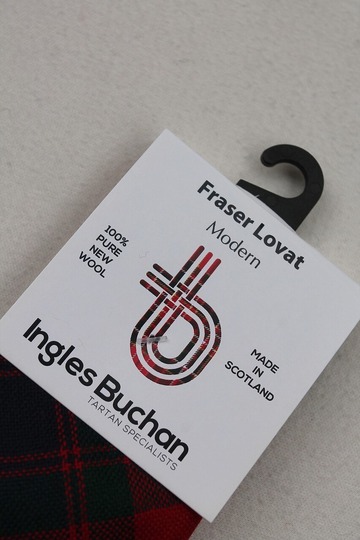 Fraser Lovat
Modern
100%
PURE
NEW
WOOL
MADE
IN
SCOTLAND
Ingles Buchan
TARTAN SPECIALISTS